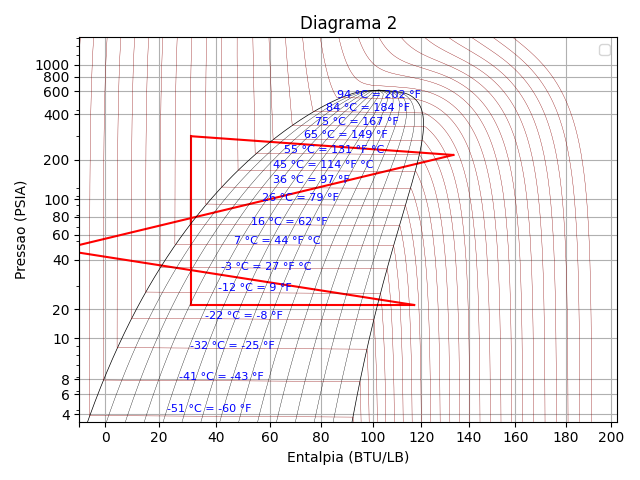 Diagrama 2
1000
800
600
400
200
100
80
60
40
20
10
8
6
4
Pressao (PSIA)
94 °C = 202 °F
84 °C = 184 °F
75 °C = 167 °F
65 °C = 149 °F
55 °C = 131 °F °C
45 °C = 114 °F °C
36 °C = 97 °F
26 °C = 79 °F
16 °C = 62 °F
7 °C = 44 °F °C
-3 °C = 27 °F °C
-12 °C = 9 °F
-22 °C = -8 °F
-32 °C = -25 °F
-41 °C = -43 °F
-51 °C = -60 °F
0 20 40 60 80 100 120 140 160 180 200
Entalpia (BTU/LB)